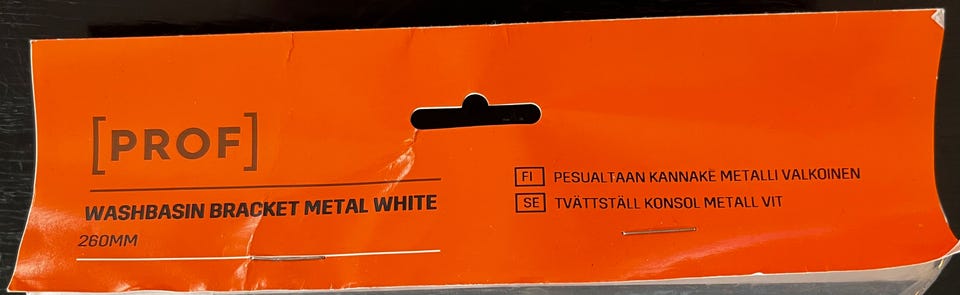 [PROF]
WASHBASIN BRACKET METAL WHITE
260MM
FI PESUALTAAN KANNAKE METALLI VALKOINEN
SE TVÄTTSTÄLL KONSOL METALL VIT